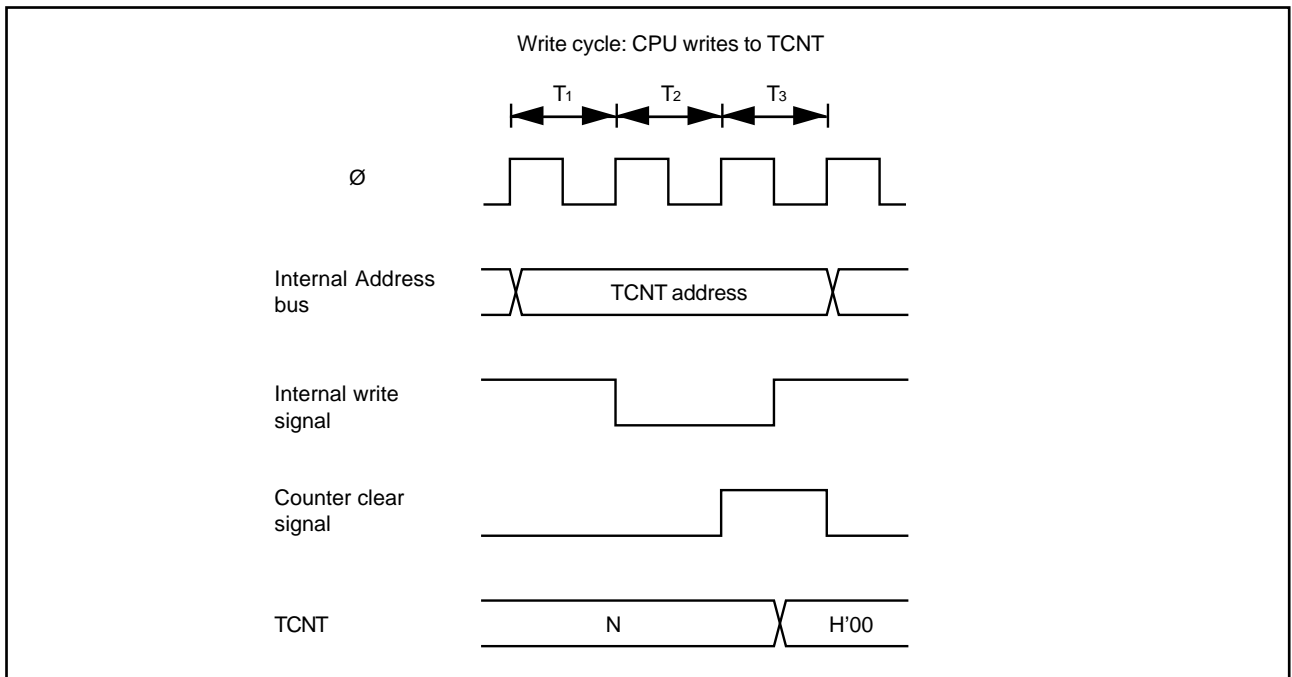 Write cycle: CPU writes to TCNT
T1 T2 T3
Ø
Internal Address
bus
TCNT address
Internal write
signal
Counter clear
signal
TCNT N H'00